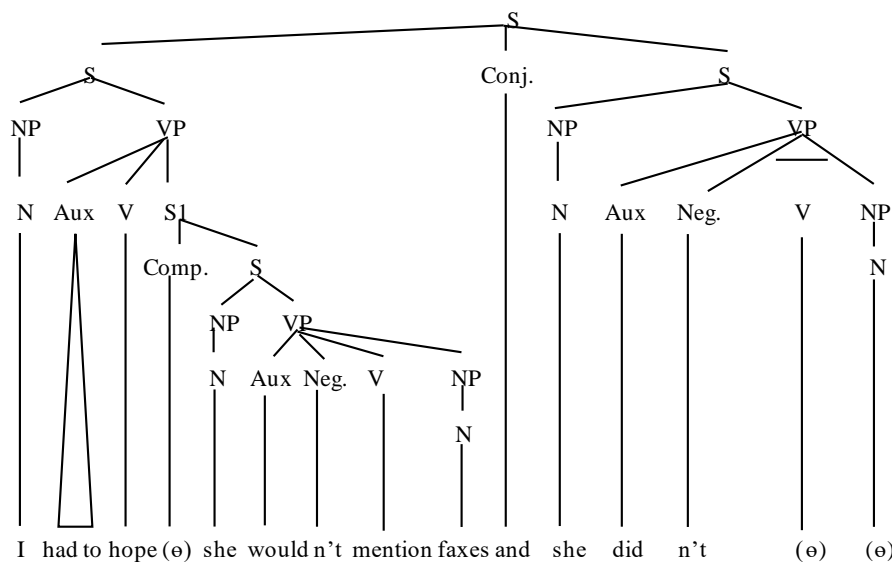 S
S Conj. S
NP VP NP VP
N Aux V S1 N Aux Neg. V NP
Comp. S N
NP VP
N Aux Neg. V NP
N
I had to hope (ɵ) she would n't mention faxes and she did n't (ɵ) (ɵ)